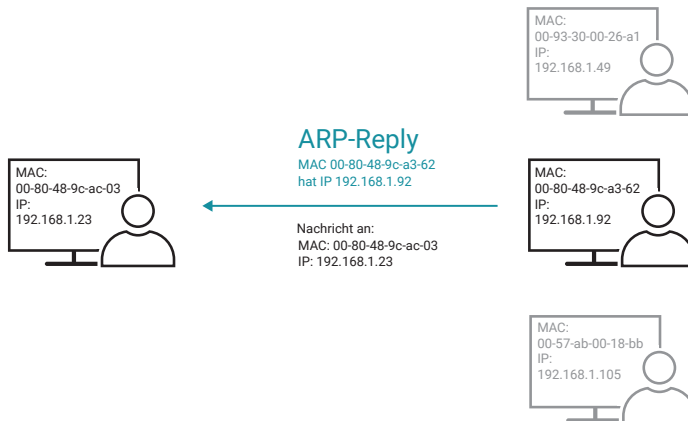 MAC:
00-93-30-00-26-a1
IP:
192.168.1.49
ARP-Reply
MAC 00-80-48-9c-a3-62
hat IP 192.168.1.92
MAC:
00-80-48-9c-ac-03
IP:
192.168.1.23
Nachricht an:
MAC: 00-80-48-9c-ac-03
IP: 192.168.1.23
MAC:
00-80-48-9c-a3-62
IP:
192.168.1.92
MAC:
00-57-ab-00-18-bb
IP:
192.168.1.105